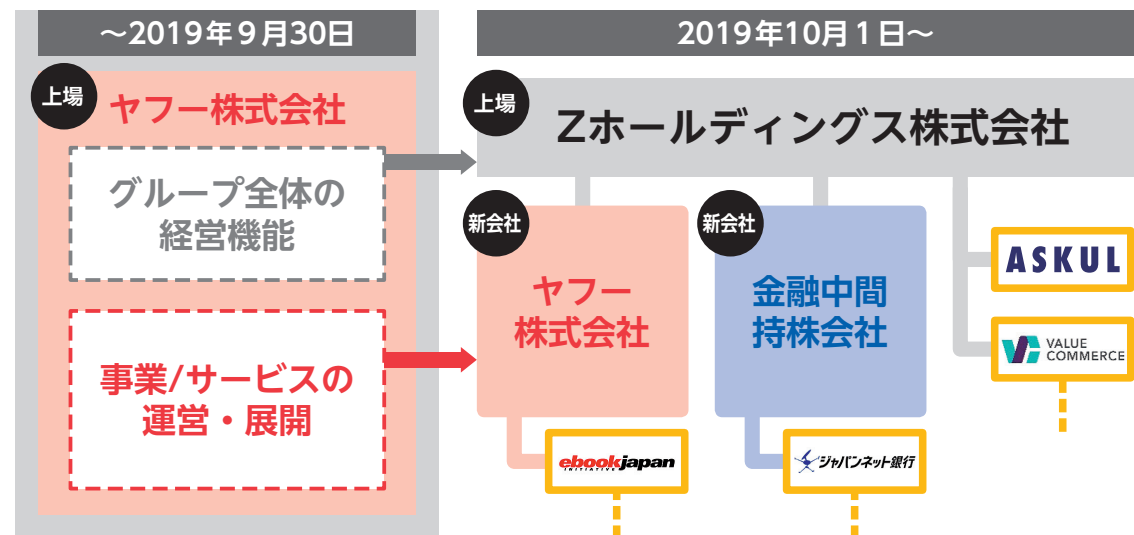 ～2019年９月30日
上場
ヤフー株式会社
グループ全体の
経営機能
事業/サービスの
運営・展開
2019年10月１日～
上場
Zホールディングス株式会社
新会社
ヤフー
株式会社
ebookjapan
INITIATIVE
新会社
金融中間
持株会社
ジャパンネット銀行
ASKUL
VALUE
COMMERCE